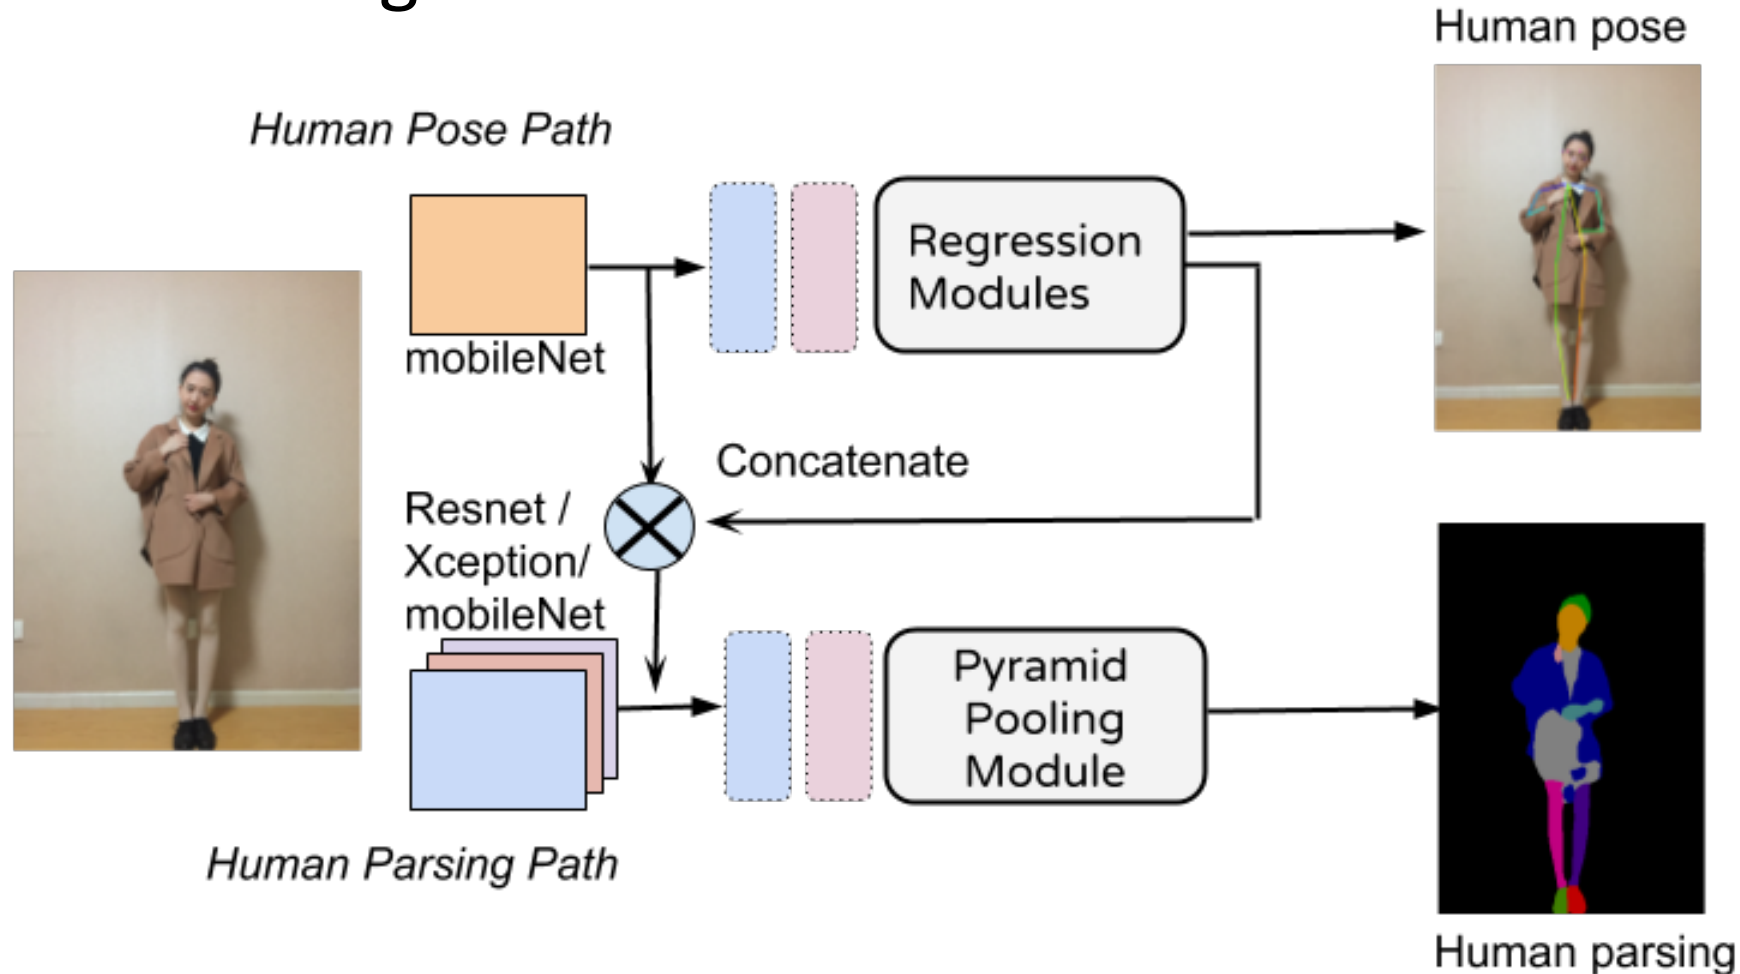 Human pose
Human Pose Path
Regression
Modules
mobileNet
Concatenate
Resnet /
Xception/
mobileNet
Pyramid
Pooling
Module
Human Parsing Path
Human parsing